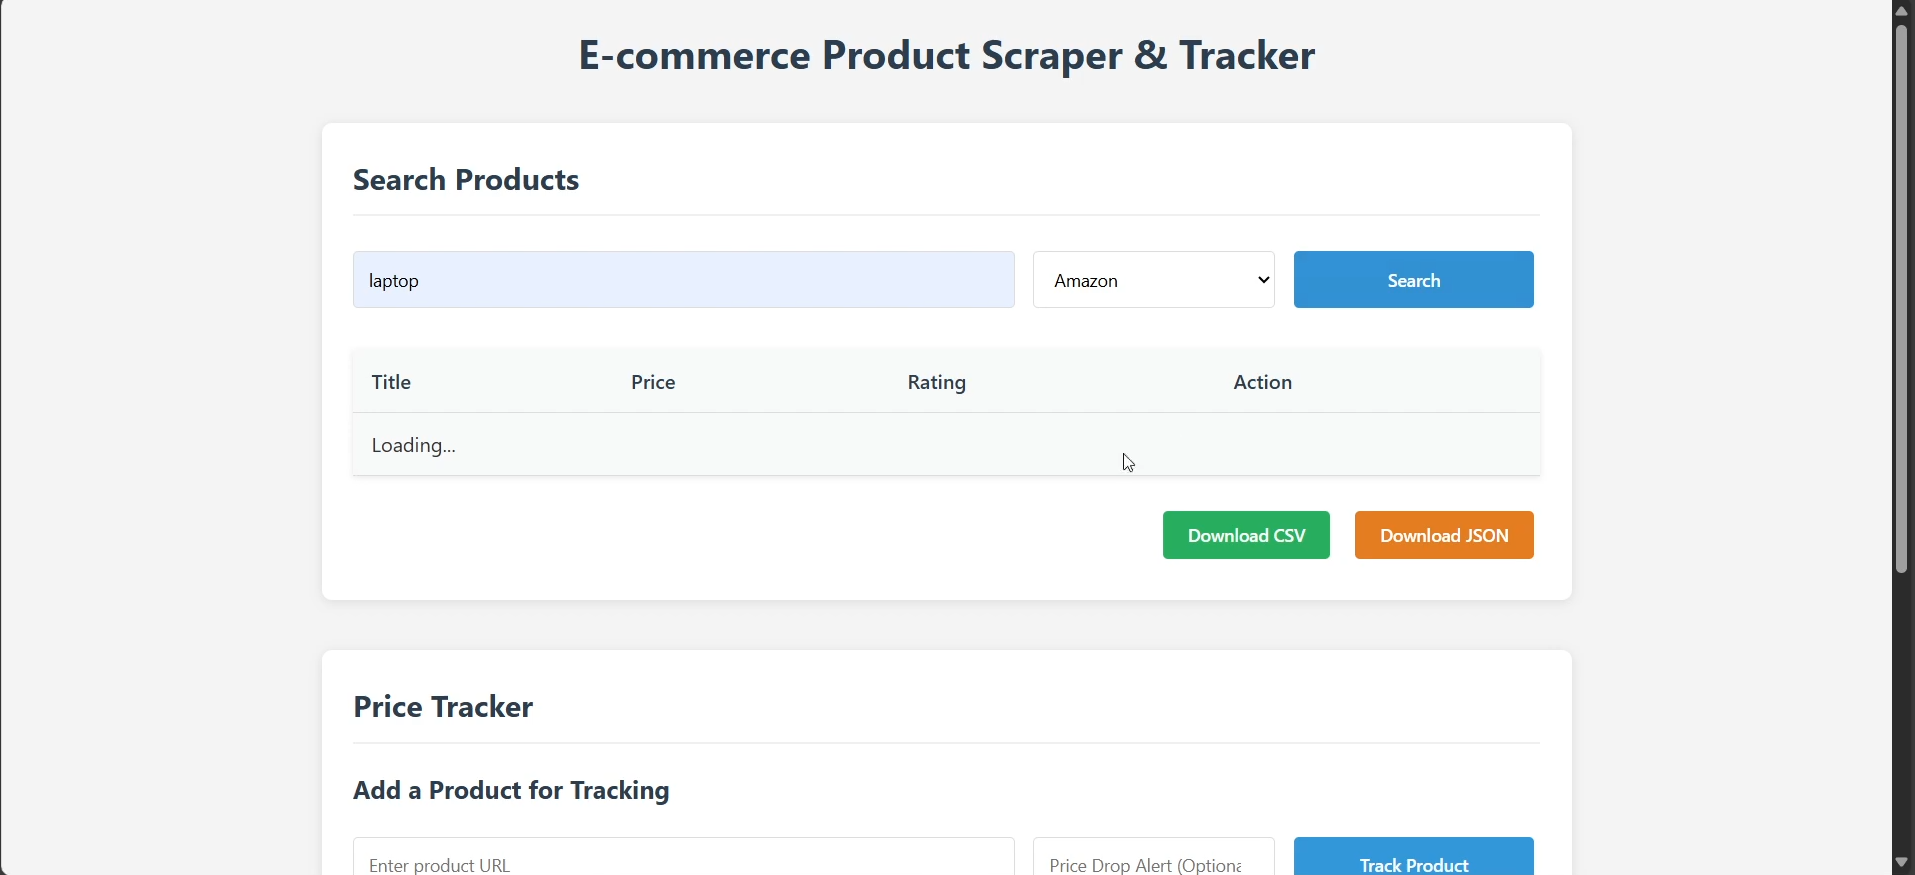 E-commerce Product Scraper & Tracker
Search Products
laptop Amazon Search
Title Price Rating Action
Loading...
Download CSV Download JSON
Price Tracker
Add a Product for Tracking
Enter product URL Price Drop Alert (Optiona Track Product